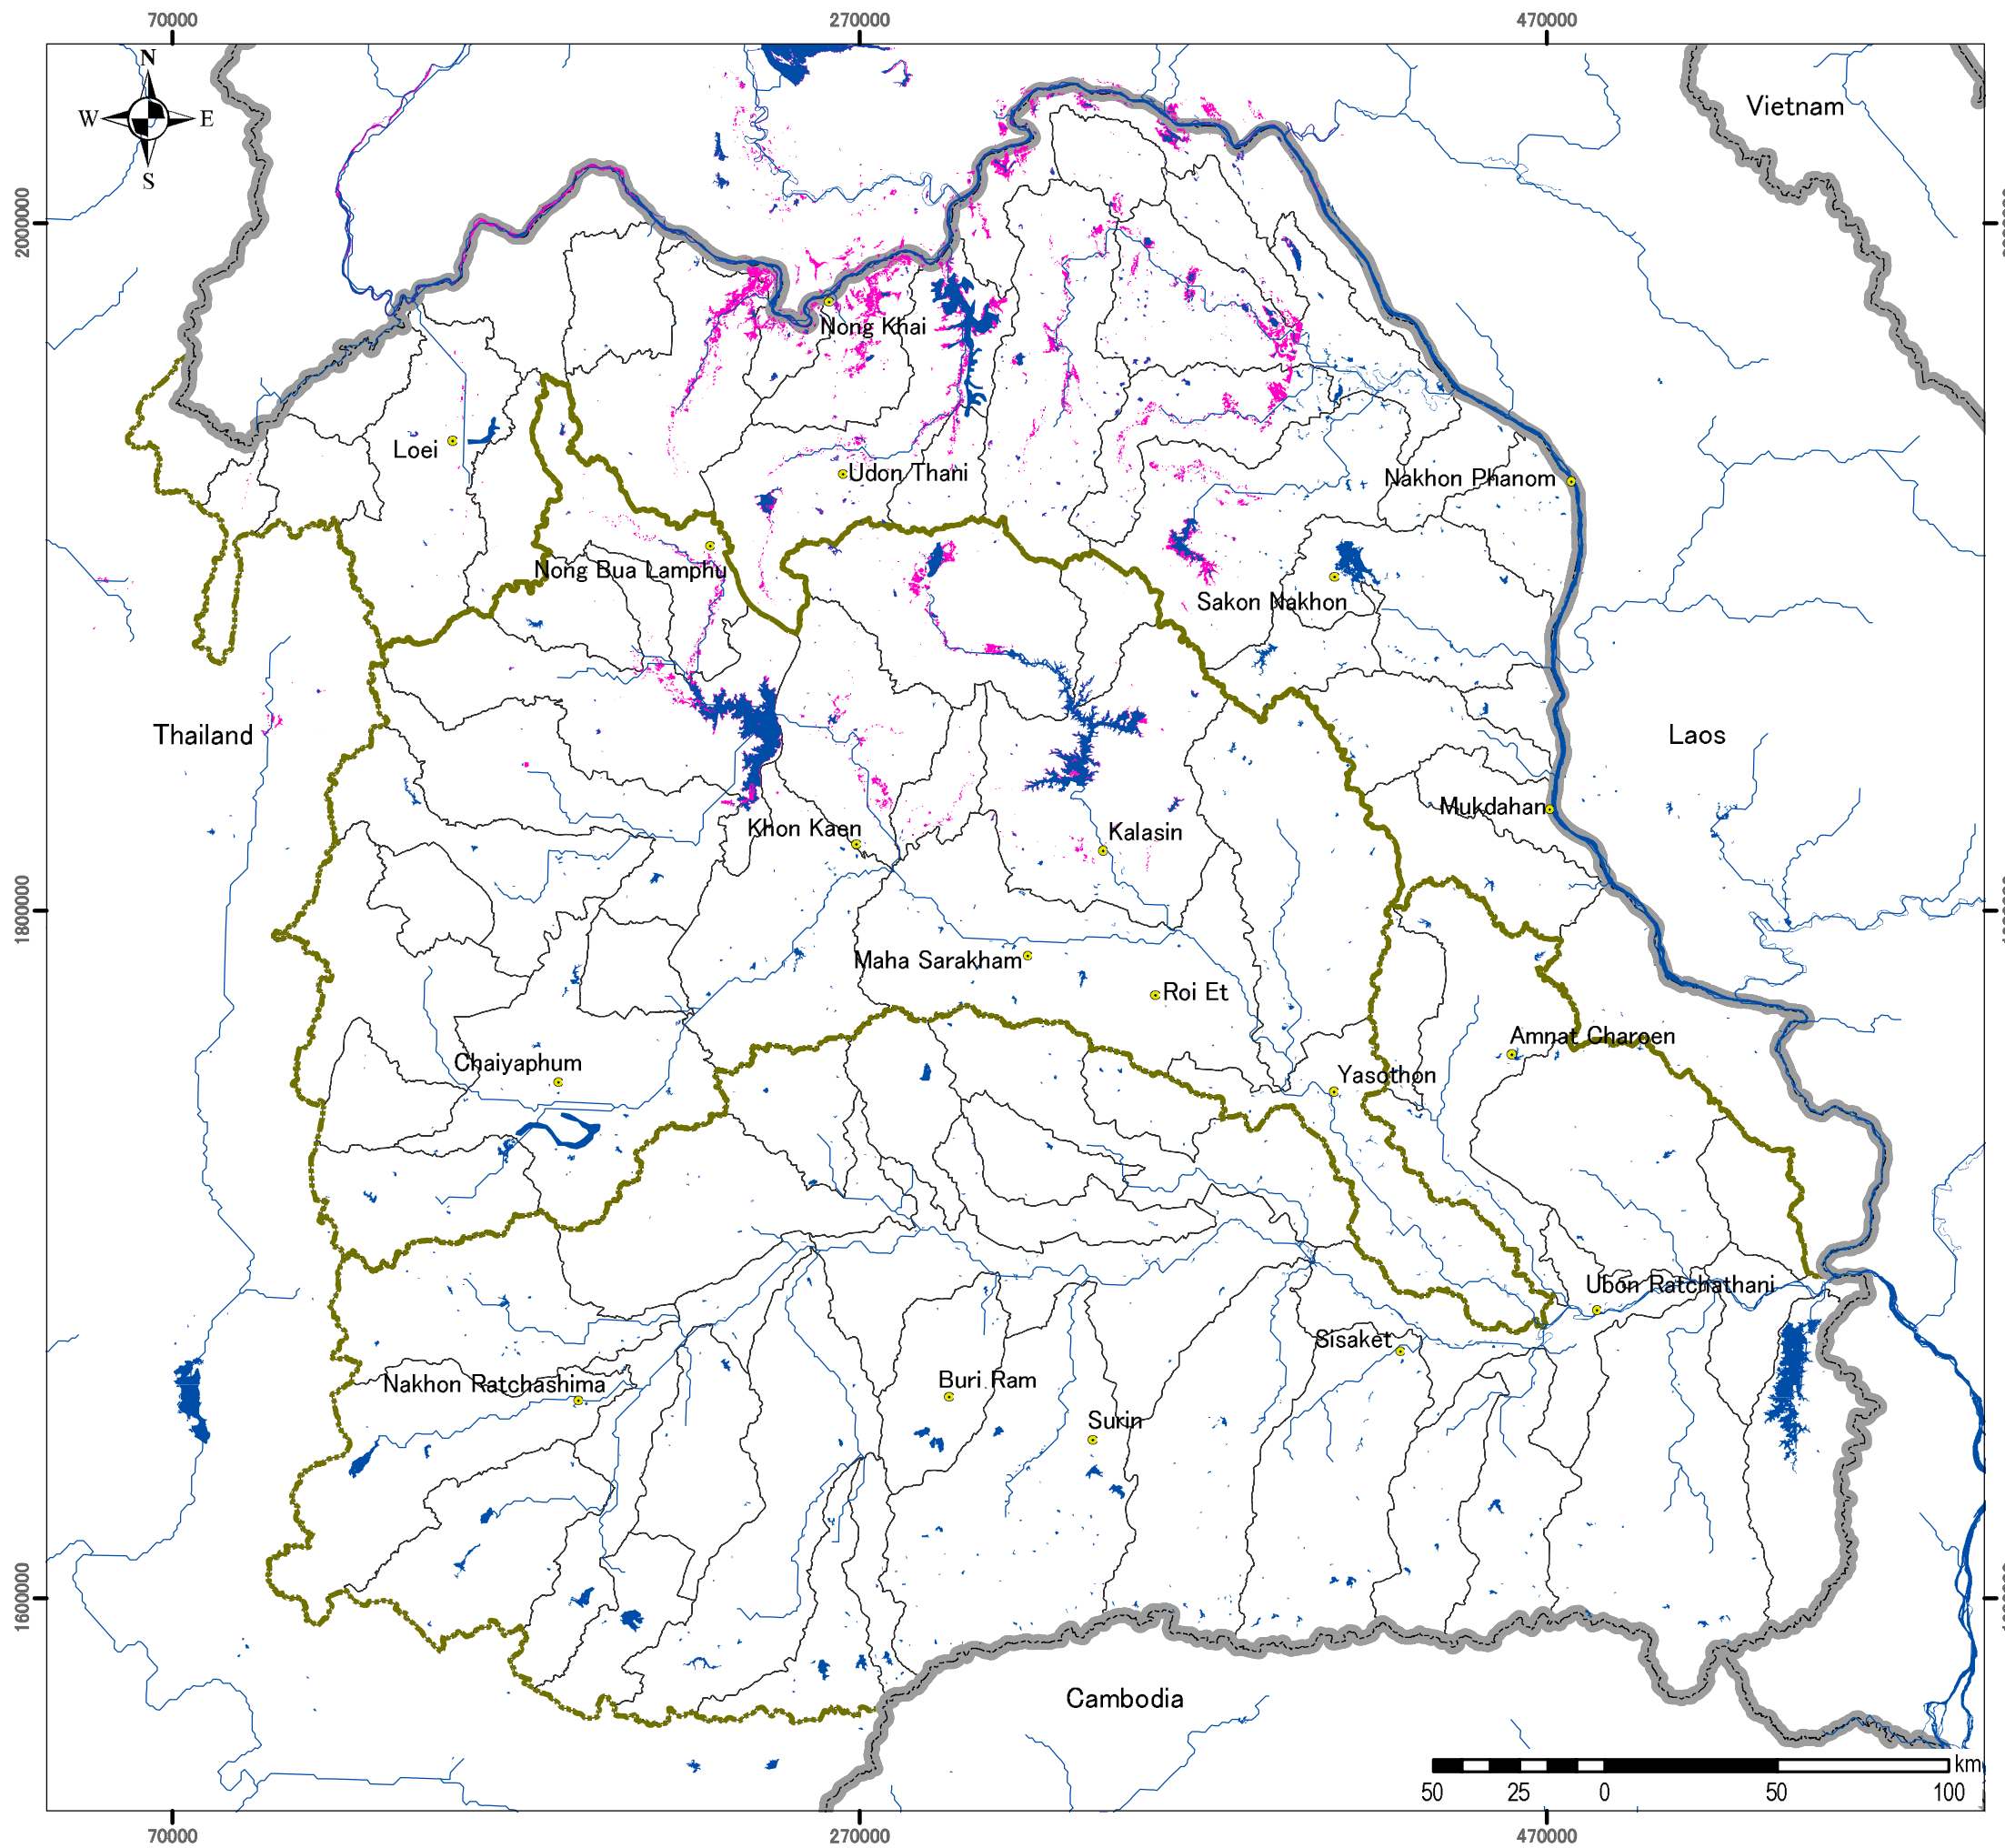 70000
270000
470000
N
W
E
S
Vietnam
2000000
Nong Khai
Loei
Udon Thani
Nakhon Phanom
Nong Bua Lamphu
Sakon Nakhon
Thailand
Laos
Mukdahan
Khon Kaen
Kalasin
1800000
Maha Sarakham
Roi Et
Amnat Charoen
Chaiyaphum
Yasothon
Ubon Ratchathani
Sisaket
Nakhon Ratchashima
Buri Ram
Surin
1600000
Cambodia
km
50
25
0
50
100
70000
270000
470000